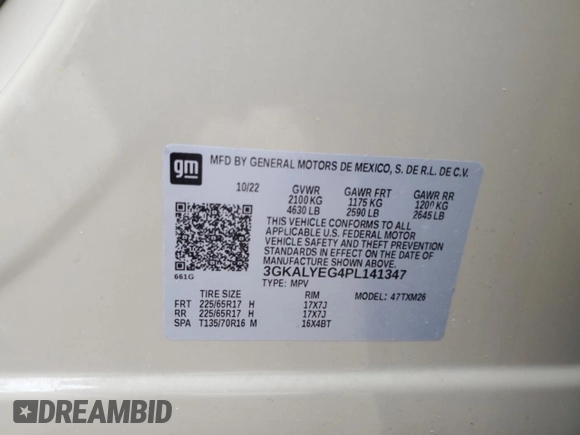 gm
MFD BY GENERAL MOTORS DE MEXICO, S. DE R.L. DE C.V.
10/22 GVWR GAWR FRT GAWR RR
2100 KG 1175 KG 1200 KG
4630 LB 2590 LB 2645 LB
THIS VEHICLE CONFORMS TO ALL
APPLICABLE U.S. FEDERAL MOTOR
VEHICLE SAFETY AND THEFT PREVENTION
STANDARDS IN EFFECT ON THE DATE OF
MANUFACTURE SHOWN ABOVE.
661G 3GKALYEG4PL141347
TYPE: MPV MODEL: 47TXM26
TIRE SIZE RIM
FRT 225/65R17 H 17X7J
RR 225/65R17 H 17X7J
SPA T135/70R16 M 16X4BT
DREAMBID